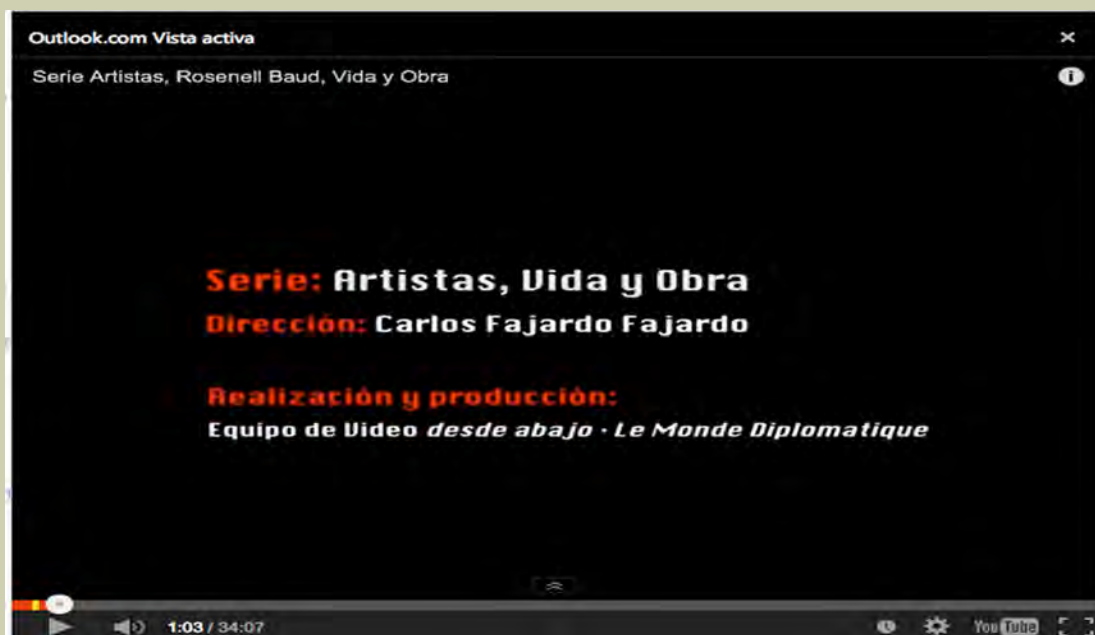 Outlook.com Vista activa
Serie Artistas, Rosenell Baud, Vida y Obra
Serie: Artistas, Vida y Obra
Dirección: Carlos Fajardo Fajardo
Realización y producción:
Equipo de Video desde abajo · Le Monde Diplomatique
1:03 / 34:07
YouTube